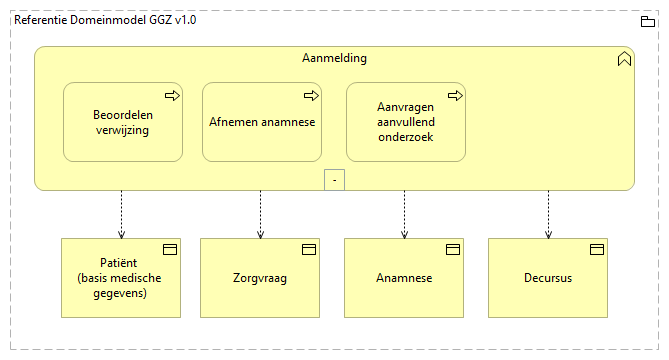 Referentie Domeinmodel GGZ v1.0
Aanmelding
Beoordelen
verwijzing
Afnemen anamnese
Aanvragen
aanvullend
onderzoek
-
Patiënt
(basis medische
gegevens)
Zorgvraag
Anamnese
Decursus